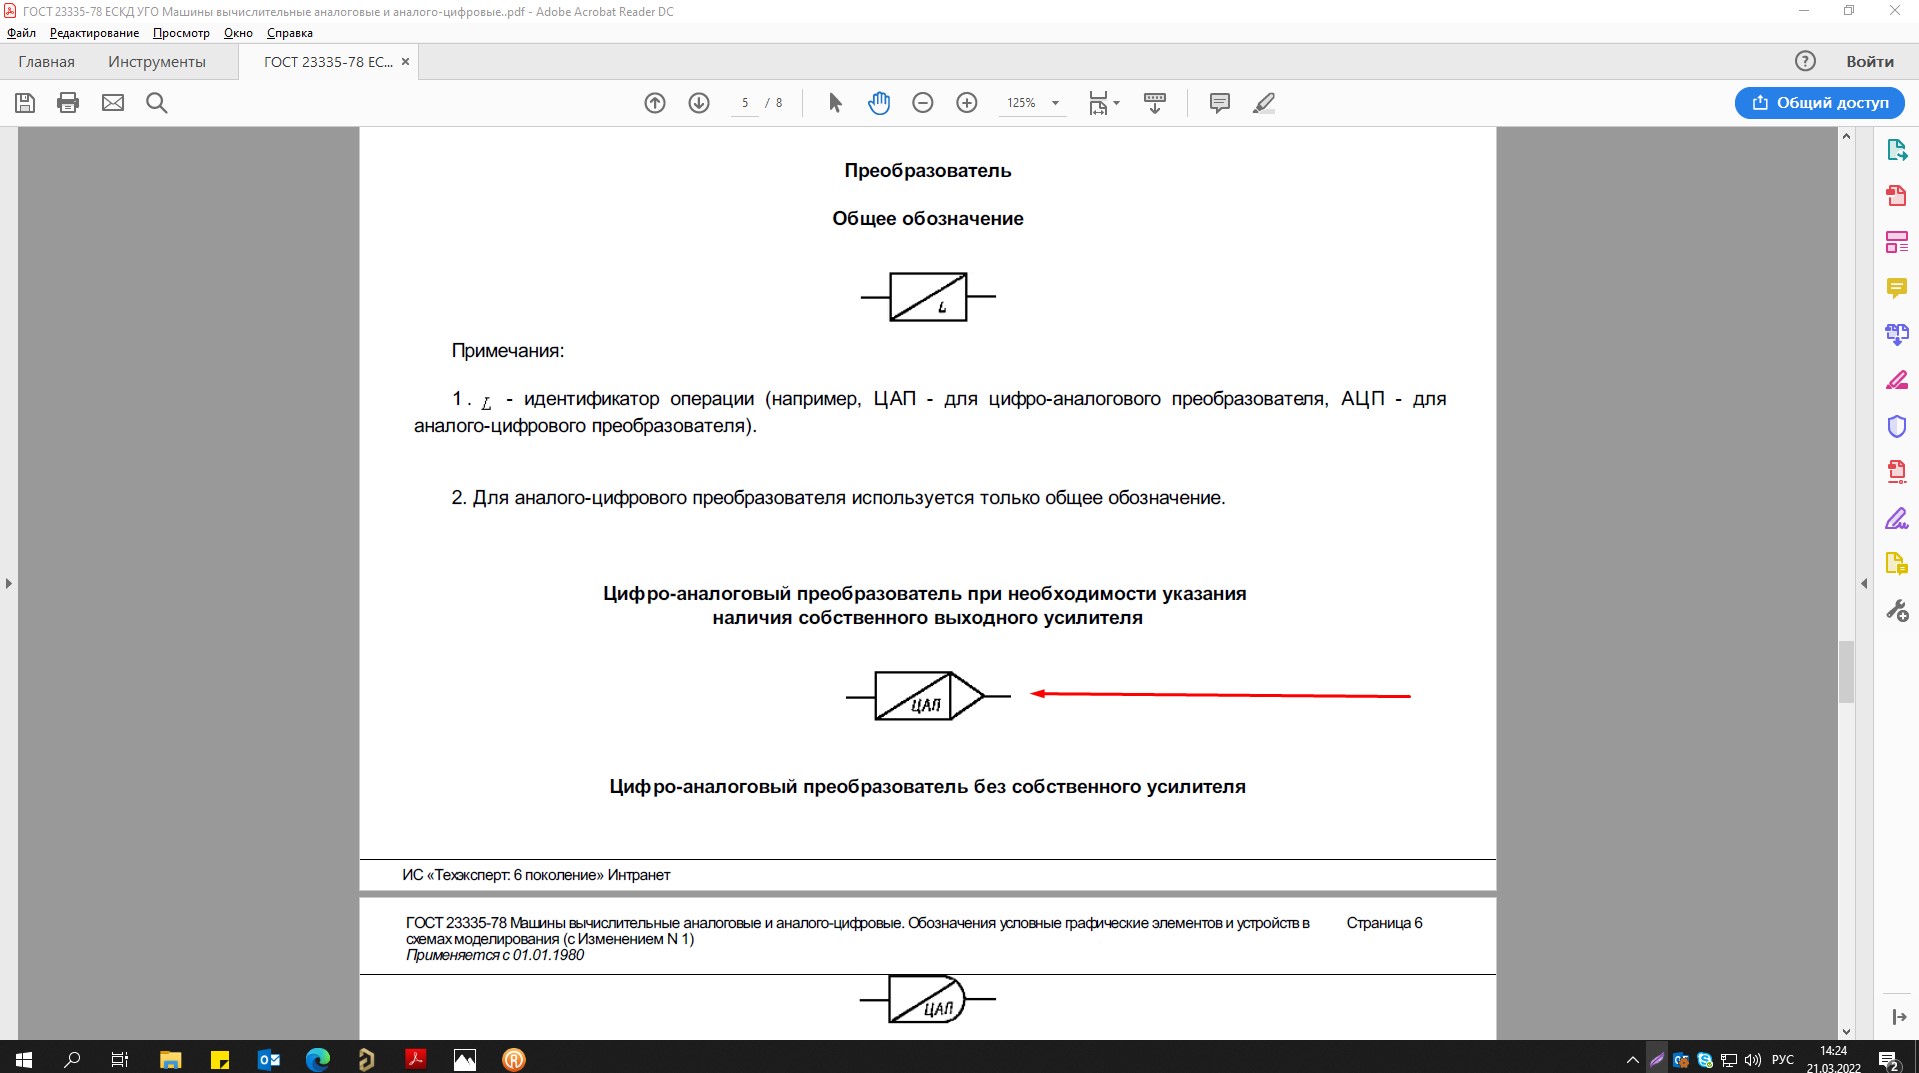 ГОСТ 23335-78 ЕСКД УГО Машины вычислительные аналоговые и аналого-цифровые..pdf - Adobe Acrobat Reader DC
Файл Редактирование Просмотр Окно Справка
Главная Инструменты ГОСТ 23335-78 ЕС... × Войти
5 / 8 125% Общий доступ
Преобразователь
Общее обозначение
L
Примечания:
1. L - идентификатор операции (например, ЦАП - для цифро-аналогового преобразователя, АЦП - для
аналого-цифрового преобразователя).
2. Для аналого-цифрового преобразователя используется только общее обозначение.
Цифро-аналоговый преобразователь при необходимости указания
наличия собственного выходного усилителя
ЦАП
Цифро-аналоговый преобразователь без собственного усилителя
ИС «Техэксперт: 6 поколение» Интранет
ГОСТ 23335-78 Машины вычислительные аналоговые и аналого-цифровые. Обозначения условные графические элементов и устройств в Страница 6
схемах моделирования (с Изменением N 1)
Применяется с 01.01.1980
ЦАП
РУС 14:24
21.03.2022 2